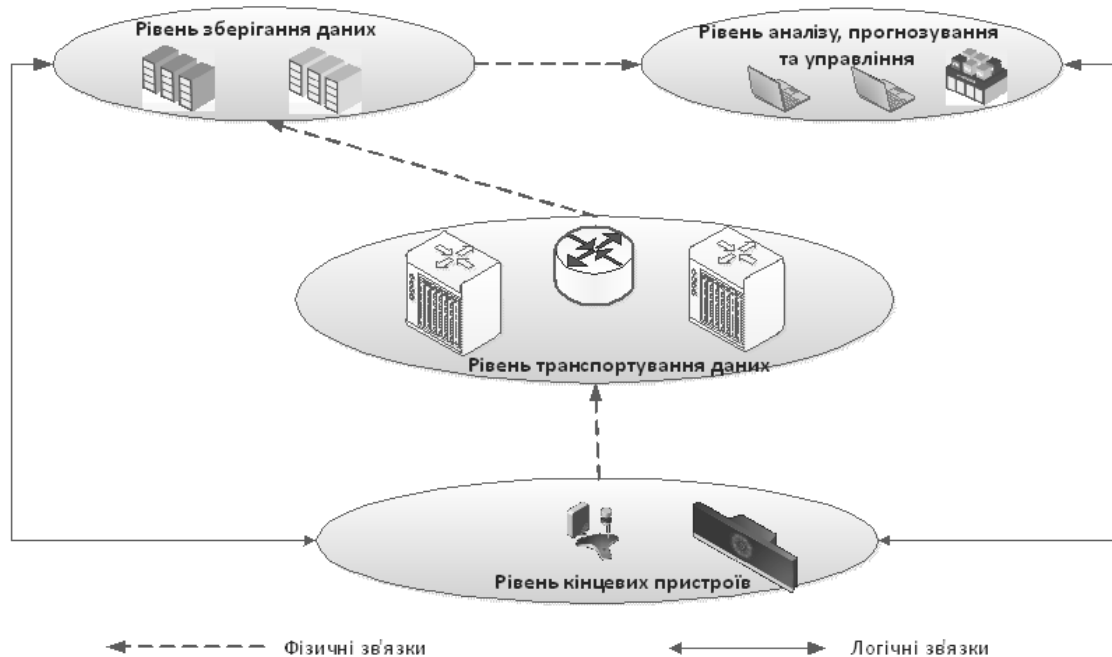 Рівень зберігання даних
Рівень аналізу, прогнозування
та управління
Рівень транспортування даних
Рівень кінцевих пристроїв
Фізичні зв'язки
Логічні зв'язки